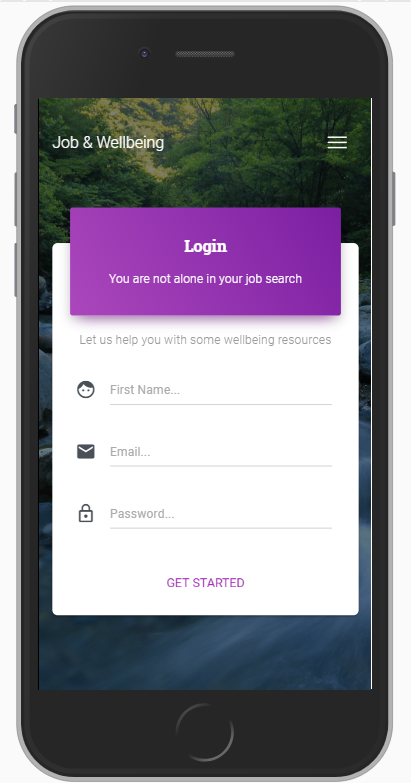 Job & Wellbeing
Login
You are not alone in your job search
Let us help you with some wellbeing resources
First Name...
Email...
Password...
GET STARTED